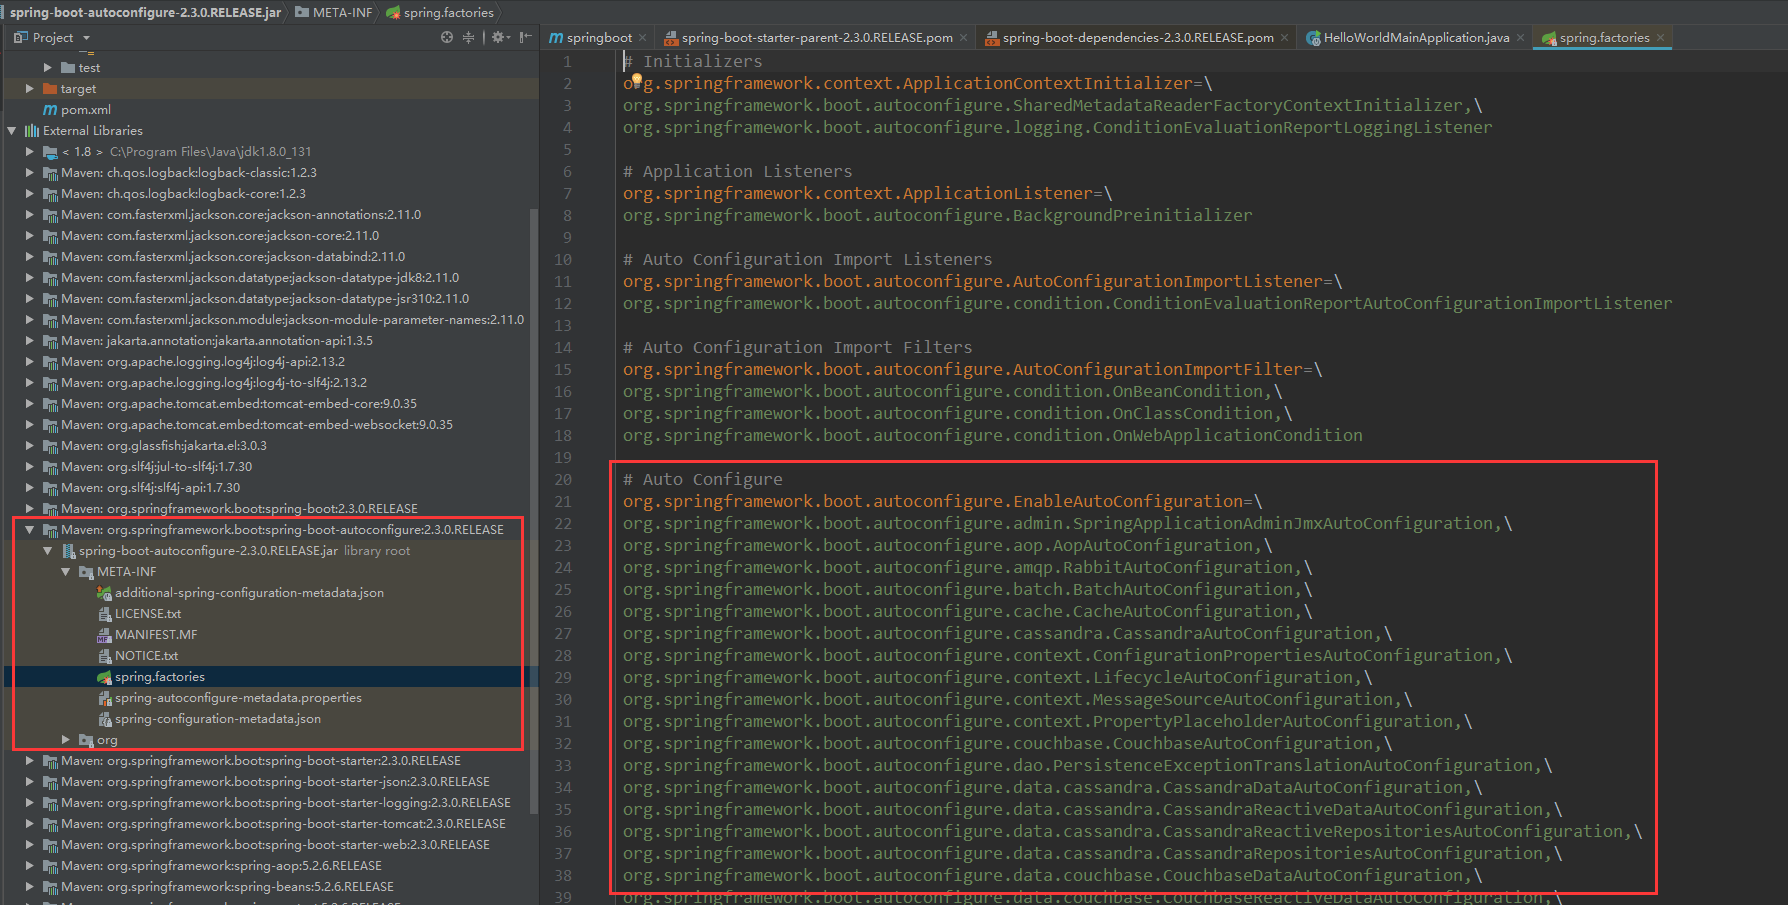 spring-boot-autoconfigure-2.3.0.RELEASE.jar META-INF spring.factories
Project
test
target
pom.xml
External Libraries
< 1.8 > C:\Program Files\Java\jdk1.8.0_131
Maven: ch.qos.logback:logback-classic:1.2.3
Maven: ch.qos.logback:logback-core:1.2.3
Maven: com.fasterxml.jackson.core:jackson-annotations:2.11.0
Maven: com.fasterxml.jackson.core:jackson-core:2.11.0
Maven: com.fasterxml.jackson.core:jackson-databind:2.11.0
Maven: com.fasterxml.jackson.datatype:jackson-datatype-jdk8:2.11.0
Maven: com.fasterxml.jackson.datatype:jackson-datatype-jsr310:2.11.0
Maven: com.fasterxml.jackson.module:jackson-module-parameter-names:2.11.0
Maven: jakarta.annotation:jakarta.annotation-api:1.3.5
Maven: org.apache.logging.log4j:log4j-api:2.13.2
Maven: org.apache.logging.log4j:log4j-to-slf4j:2.13.2
Maven: org.apache.tomcat.embed:tomcat-embed-core:9.0.35
Maven: org.apache.tomcat.embed:tomcat-embed-websocket:9.0.35
Maven: org.glassfish:jakarta.el:3.0.3
Maven: org.slf4j:jul-to-slf4j:1.7.30
Maven: org.slf4j:slf4j-api:1.7.30
Maven: org.springframework.boot:spring-boot:2.3.0.RELEASE
Maven: org.springframework.boot:spring-boot-autoconfigure:2.3.0.RELEASE
spring-boot-autoconfigure-2.3.0.RELEASE.jar library root
META-INF
additional-spring-configuration-metadata.json
LICENSE.txt
MANIFEST.MF
NOTICE.txt
spring.factories
spring-autoconfigure-metadata.properties
spring-configuration-metadata.json
org
Maven: org.springframework.boot:spring-boot-starter:2.3.0.RELEASE
Maven: org.springframework.boot:spring-boot-starter-json:2.3.0.RELEASE
Maven: org.springframework.boot:spring-boot-starter-logging:2.3.0.RELEASE
Maven: org.springframework.boot:spring-boot-starter-tomcat:2.3.0.RELEASE
Maven: org.springframework.boot:spring-boot-starter-web:2.3.0.RELEASE
Maven: org.springframework:spring-aop:5.2.6.RELEASE
Maven: org.springframework:spring-beans:5.2.6.RELEASE
springboot spring-boot-starter-parent-2.3.0.RELEASE.pom spring-boot-dependencies-2.3.0.RELEASE.pom HelloWorldMainApplication.java spring.factories
1 # Initializers
2 org.springframework.context.ApplicationContextInitializer=\
3 org.springframework.boot.autoconfigure.SharedMetadataReaderFactoryContextInitializer,\
4 org.springframework.boot.autoconfigure.logging.ConditionEvaluationReportLoggingListener
5
6 # Application Listeners
7 org.springframework.context.ApplicationListener=\
8 org.springframework.boot.autoconfigure.BackgroundPreinitializer
9
10 # Auto Configuration Import Listeners
11 org.springframework.boot.autoconfigure.AutoConfigurationImportListener=\
12 org.springframework.boot.autoconfigure.condition.ConditionEvaluationReportAutoConfigurationImportListener
13
14 # Auto Configuration Import Filters
15 org.springframework.boot.autoconfigure.AutoConfigurationImportFilter=\
16 org.springframework.boot.autoconfigure.condition.OnBeanCondition,\
17 org.springframework.boot.autoconfigure.condition.OnClassCondition,\
18 org.springframework.boot.autoconfigure.condition.OnWebApplicationCondition
19
20 # Auto Configure
21 org.springframework.boot.autoconfigure.EnableAutoConfiguration=\
22 org.springframework.boot.autoconfigure.admin.SpringApplicationAdminJmxAutoConfiguration,\
23 org.springframework.boot.autoconfigure.aop.AopAutoConfiguration,\
24 org.springframework.boot.autoconfigure.amqp.RabbitAutoConfiguration,\
25 org.springframework.boot.autoconfigure.batch.BatchAutoConfiguration,\
26 org.springframework.boot.autoconfigure.cache.CacheAutoConfiguration,\
27 org.springframework.boot.autoconfigure.cassandra.CassandraAutoConfiguration,\
28 org.springframework.boot.autoconfigure.context.ConfigurationPropertiesAutoConfiguration,\
29 org.springframework.boot.autoconfigure.context.LifecycleAutoConfiguration,\
30 org.springframework.boot.autoconfigure.context.MessageSourceAutoConfiguration,\
31 org.springframework.boot.autoconfigure.context.PropertyPlaceholderAutoConfiguration,\
32 org.springframework.boot.autoconfigure.couchbase.CouchbaseAutoConfiguration,\
33 org.springframework.boot.autoconfigure.dao.PersistenceExceptionTranslationAutoConfiguration,\
34 org.springframework.boot.autoconfigure.data.cassandra.CassandraDataAutoConfiguration,\
35 org.springframework.boot.autoconfigure.data.cassandra.CassandraReactiveDataAutoConfiguration,\
36 org.springframework.boot.autoconfigure.data.cassandra.CassandraReactiveRepositoriesAutoConfiguration,\
37 org.springframework.boot.autoconfigure.data.cassandra.CassandraRepositoriesAutoConfiguration,\
38 org.springframework.boot.autoconfigure.data.couchbase.CouchbaseDataAutoConfiguration,\
39 org.springframework.boot.autoconfigure.data.couchbase.CouchbaseReactiveDataAutoConfiguration,\